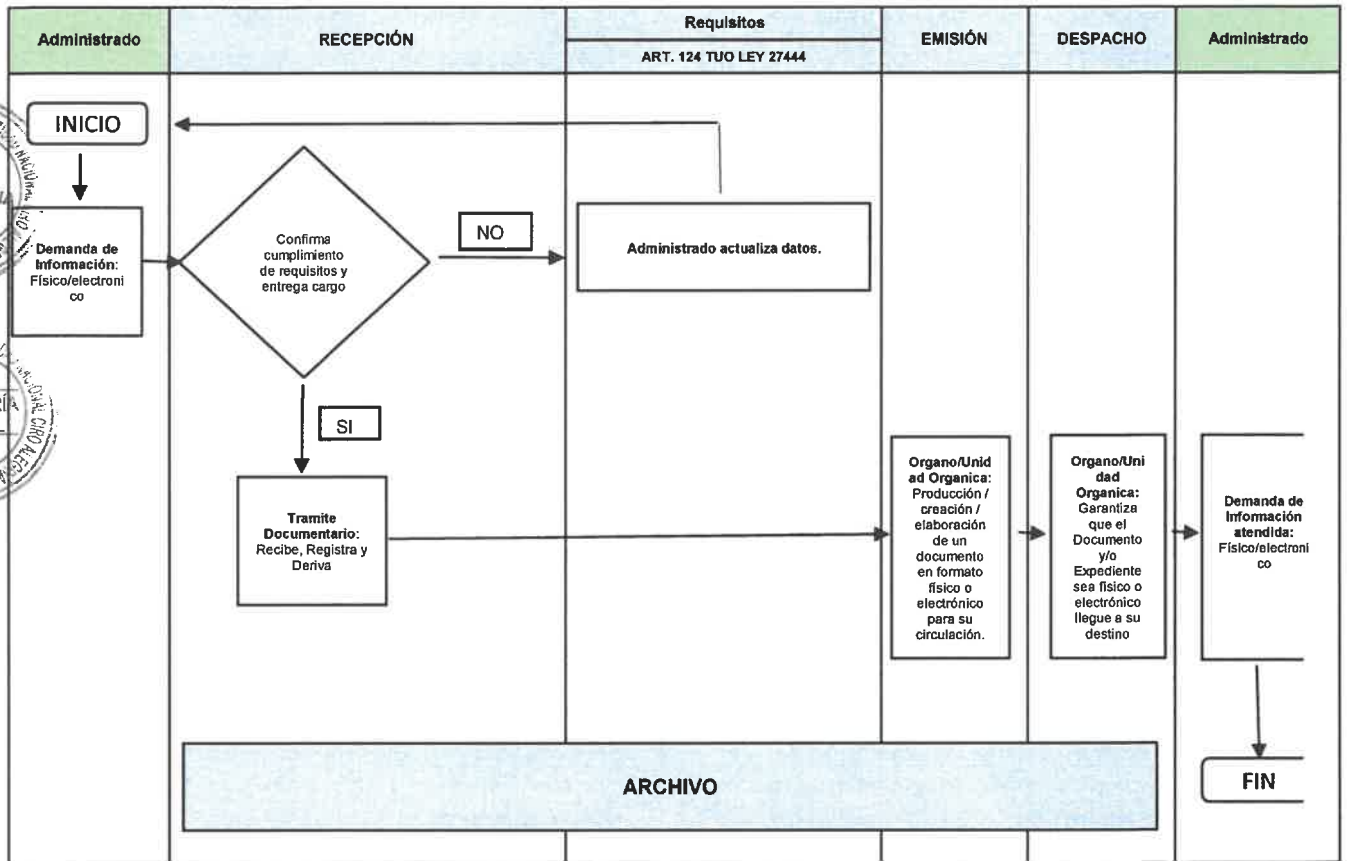 Administrado
RECEPCIÓN
Requisitos
ART. 124 TUO LEY 27444
EMISIÓN
DESPACHO
Administrado
INICIO
Demanda de
Información:
Físico/electroni
co
Confirma
cumplimiento
de requisitos y
entrega cargo
NO
Administrado actualiza datos.
SI
Tramite
Documentario:
Recibe, Registra y
Deriva
Organo/Unid
ad Organica:
Producción /
creación /
elaboración
de un
documento
en formato
físico o
electrónico
para su
circulación.
Organo/Uni
dad
Organica:
Garantiza
que el
Documento
y/o
Expediente
sea físico o
electrónico
llegue a su
destino
Demanda de
Información
atendida:
Físico/electroni
co
ARCHIVO
FIN
NACIONAL CIRO ALEGR